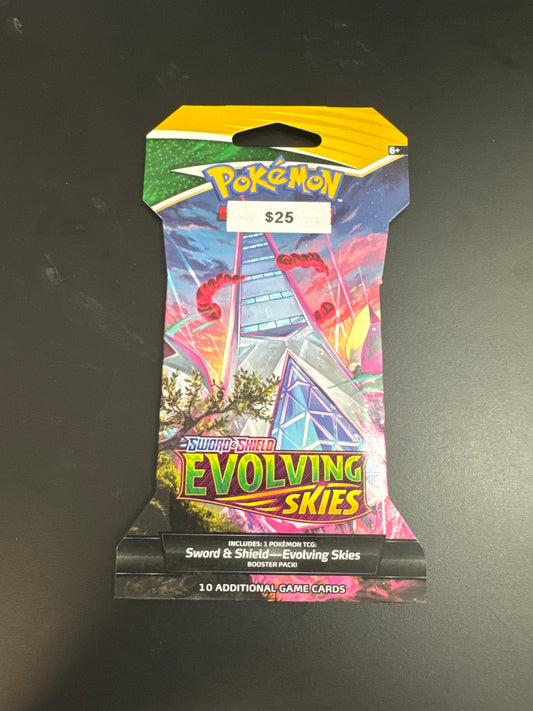 6+
POKéMON
™
$25
SWORD & SHIELD
EVOLVING
SKIES
INCLUDES: 1 POKÉMON TCG:
Sword & Shield—Evolving Skies
BOOSTER PACK!
10 ADDITIONAL GAME CARDS